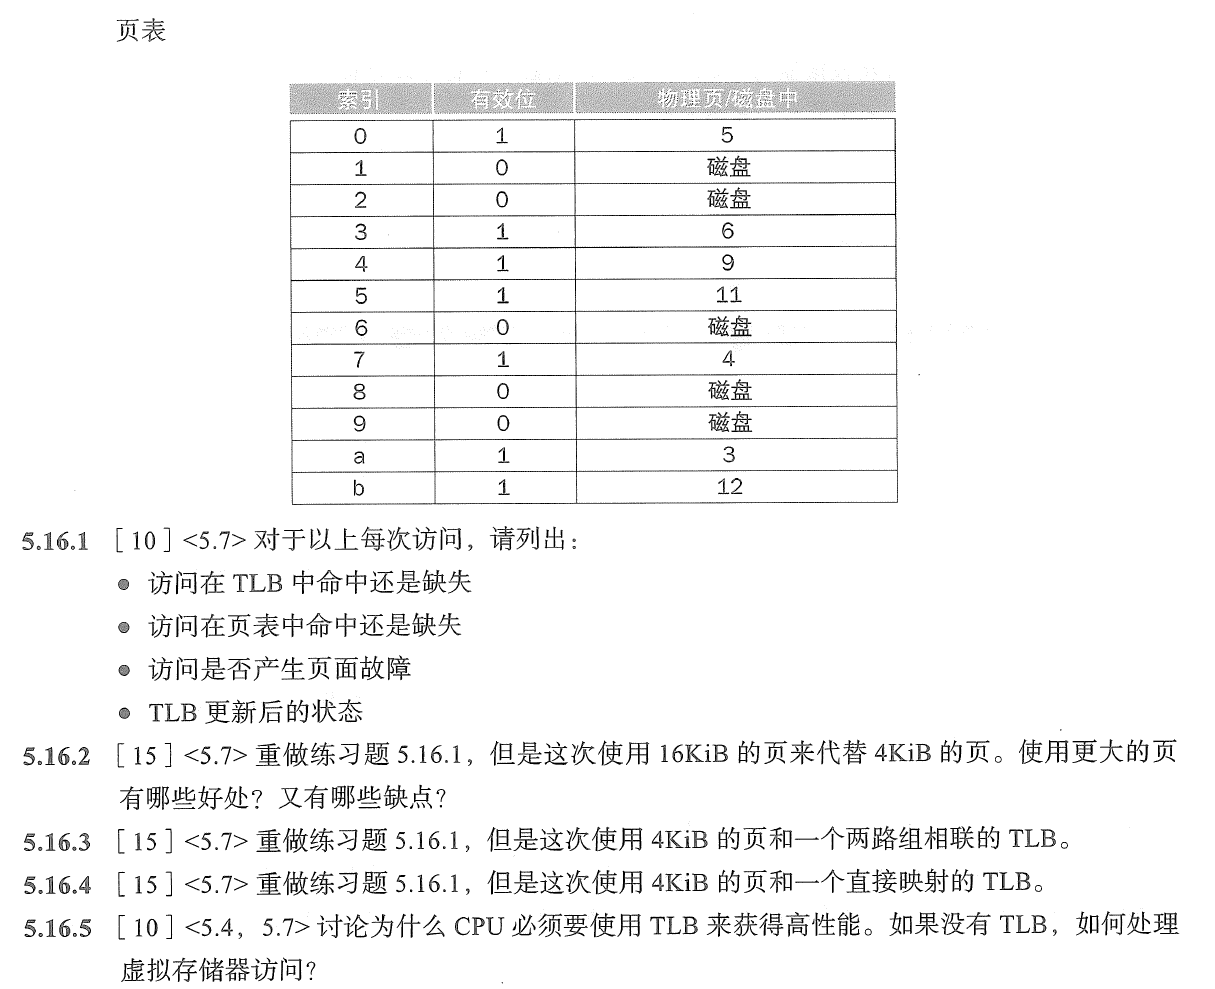 页表
索引 有效位 物理页/磁盘中
0 1 5
1 0 磁盘
2 0 磁盘
3 1 6
4 1 9
5 1 11
6 0 磁盘
7 1 4
8 0 磁盘
9 0 磁盘
a 1 3
b 1 12
5.16.1 [10] <5.7> 对于以上每次访问，请列出：
● 访问在 TLB 中命中还是缺失
● 访问在页表中命中还是缺失
● 访问是否产生页面故障
● TLB 更新后的状态
5.16.2 [15] <5.7> 重做练习题 5.16.1，但是这次使用 16KiB 的页来代替 4KiB 的页。使用更大的页
有哪些好处？又有哪些缺点？
5.16.3 [15] <5.7> 重做练习题 5.16.1，但是这次使用 4KiB 的页和一个两路组相联的 TLB。
5.16.4 [15] <5.7> 重做练习题 5.16.1，但是这次使用 4KiB 的页和一个直接映射的 TLB。
5.16.5 [10] <5.4，5.7> 讨论为什么 CPU 必须要使用 TLB 来获得高性能。如果没有 TLB，如何处理
虚拟存储器访问？